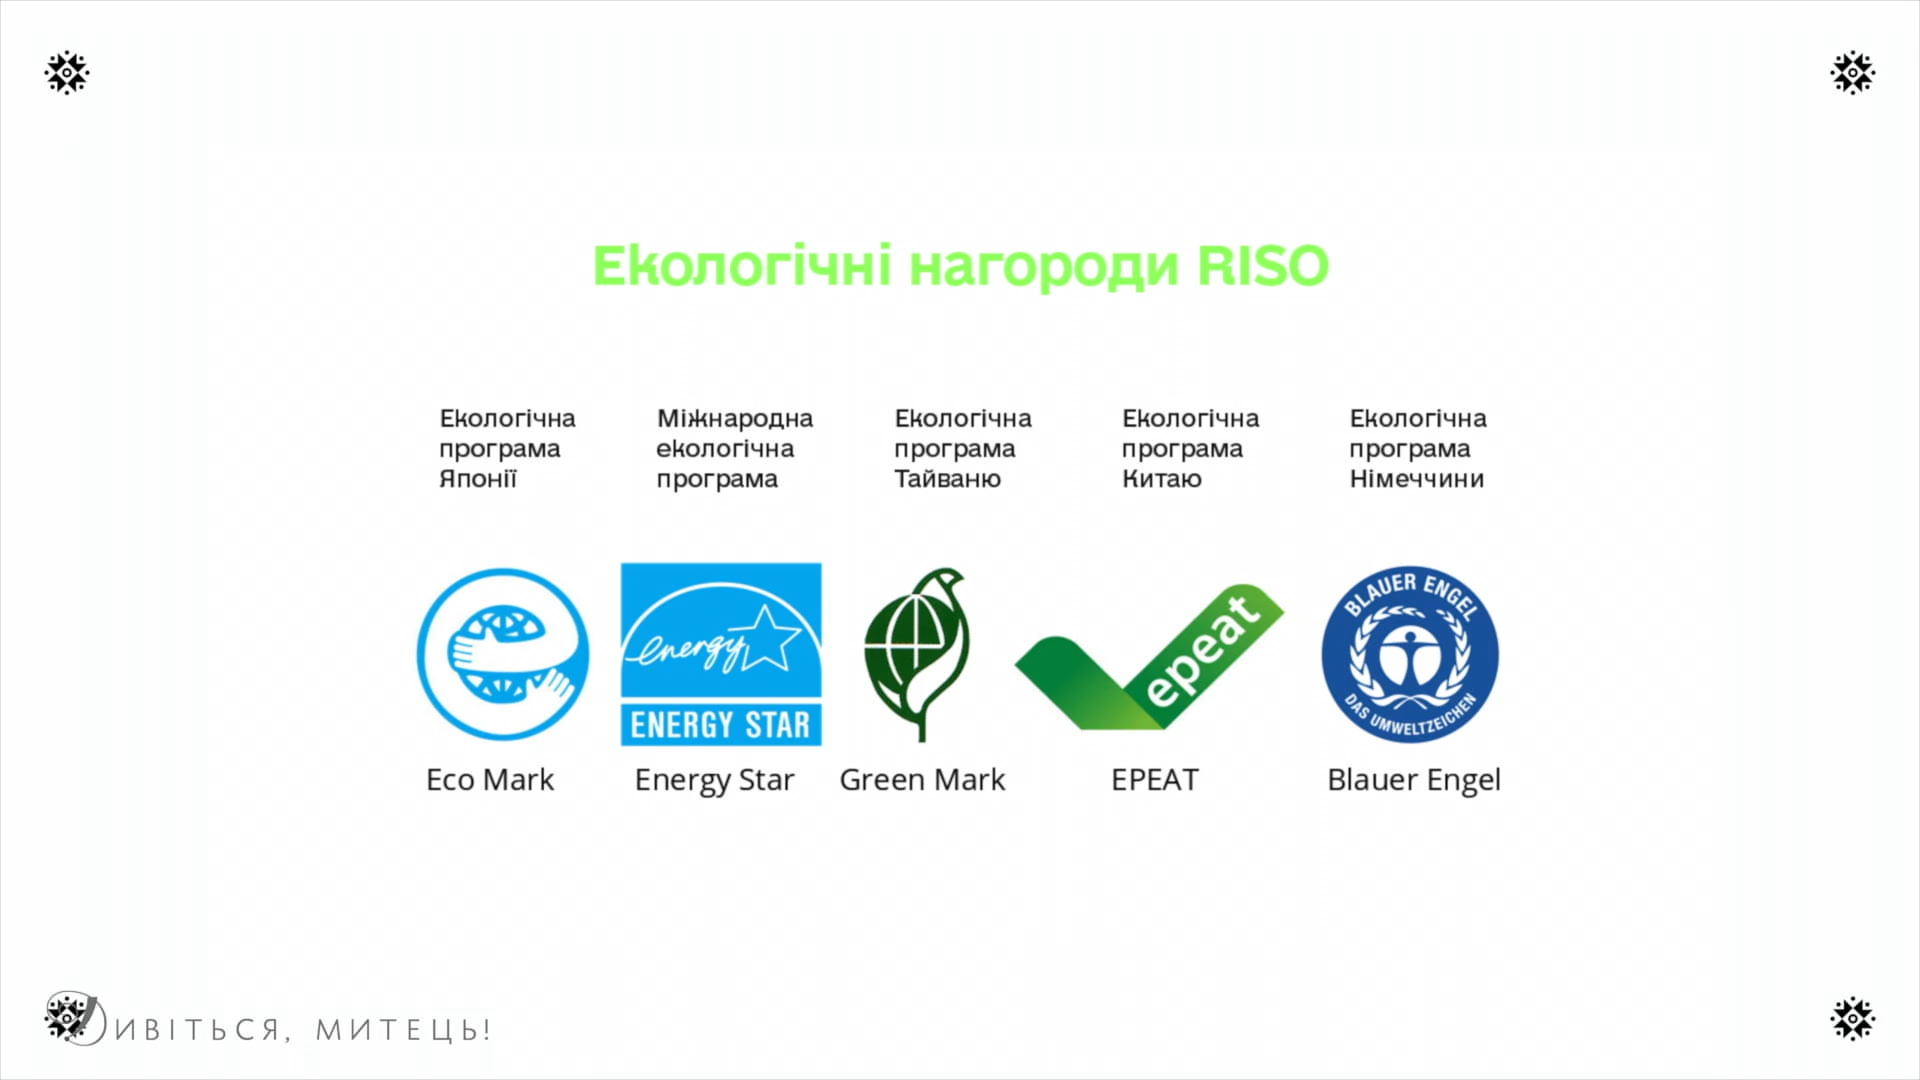 Екологічні нагороди RISO
Екологічна
програма
Японії
Міжнародна
екологічна
програма
Екологічна
програма
Тайваню
Екологічна
програма
Китаю
Екологічна
програма
Німеччини
energy
ENERGY STAR
epeat
BLAUER ENGEL
DAS UMWELTZEICHEN
Eco Mark
Energy Star
Green Mark
EPEAT
Blauer Engel
Дивіться, митець!